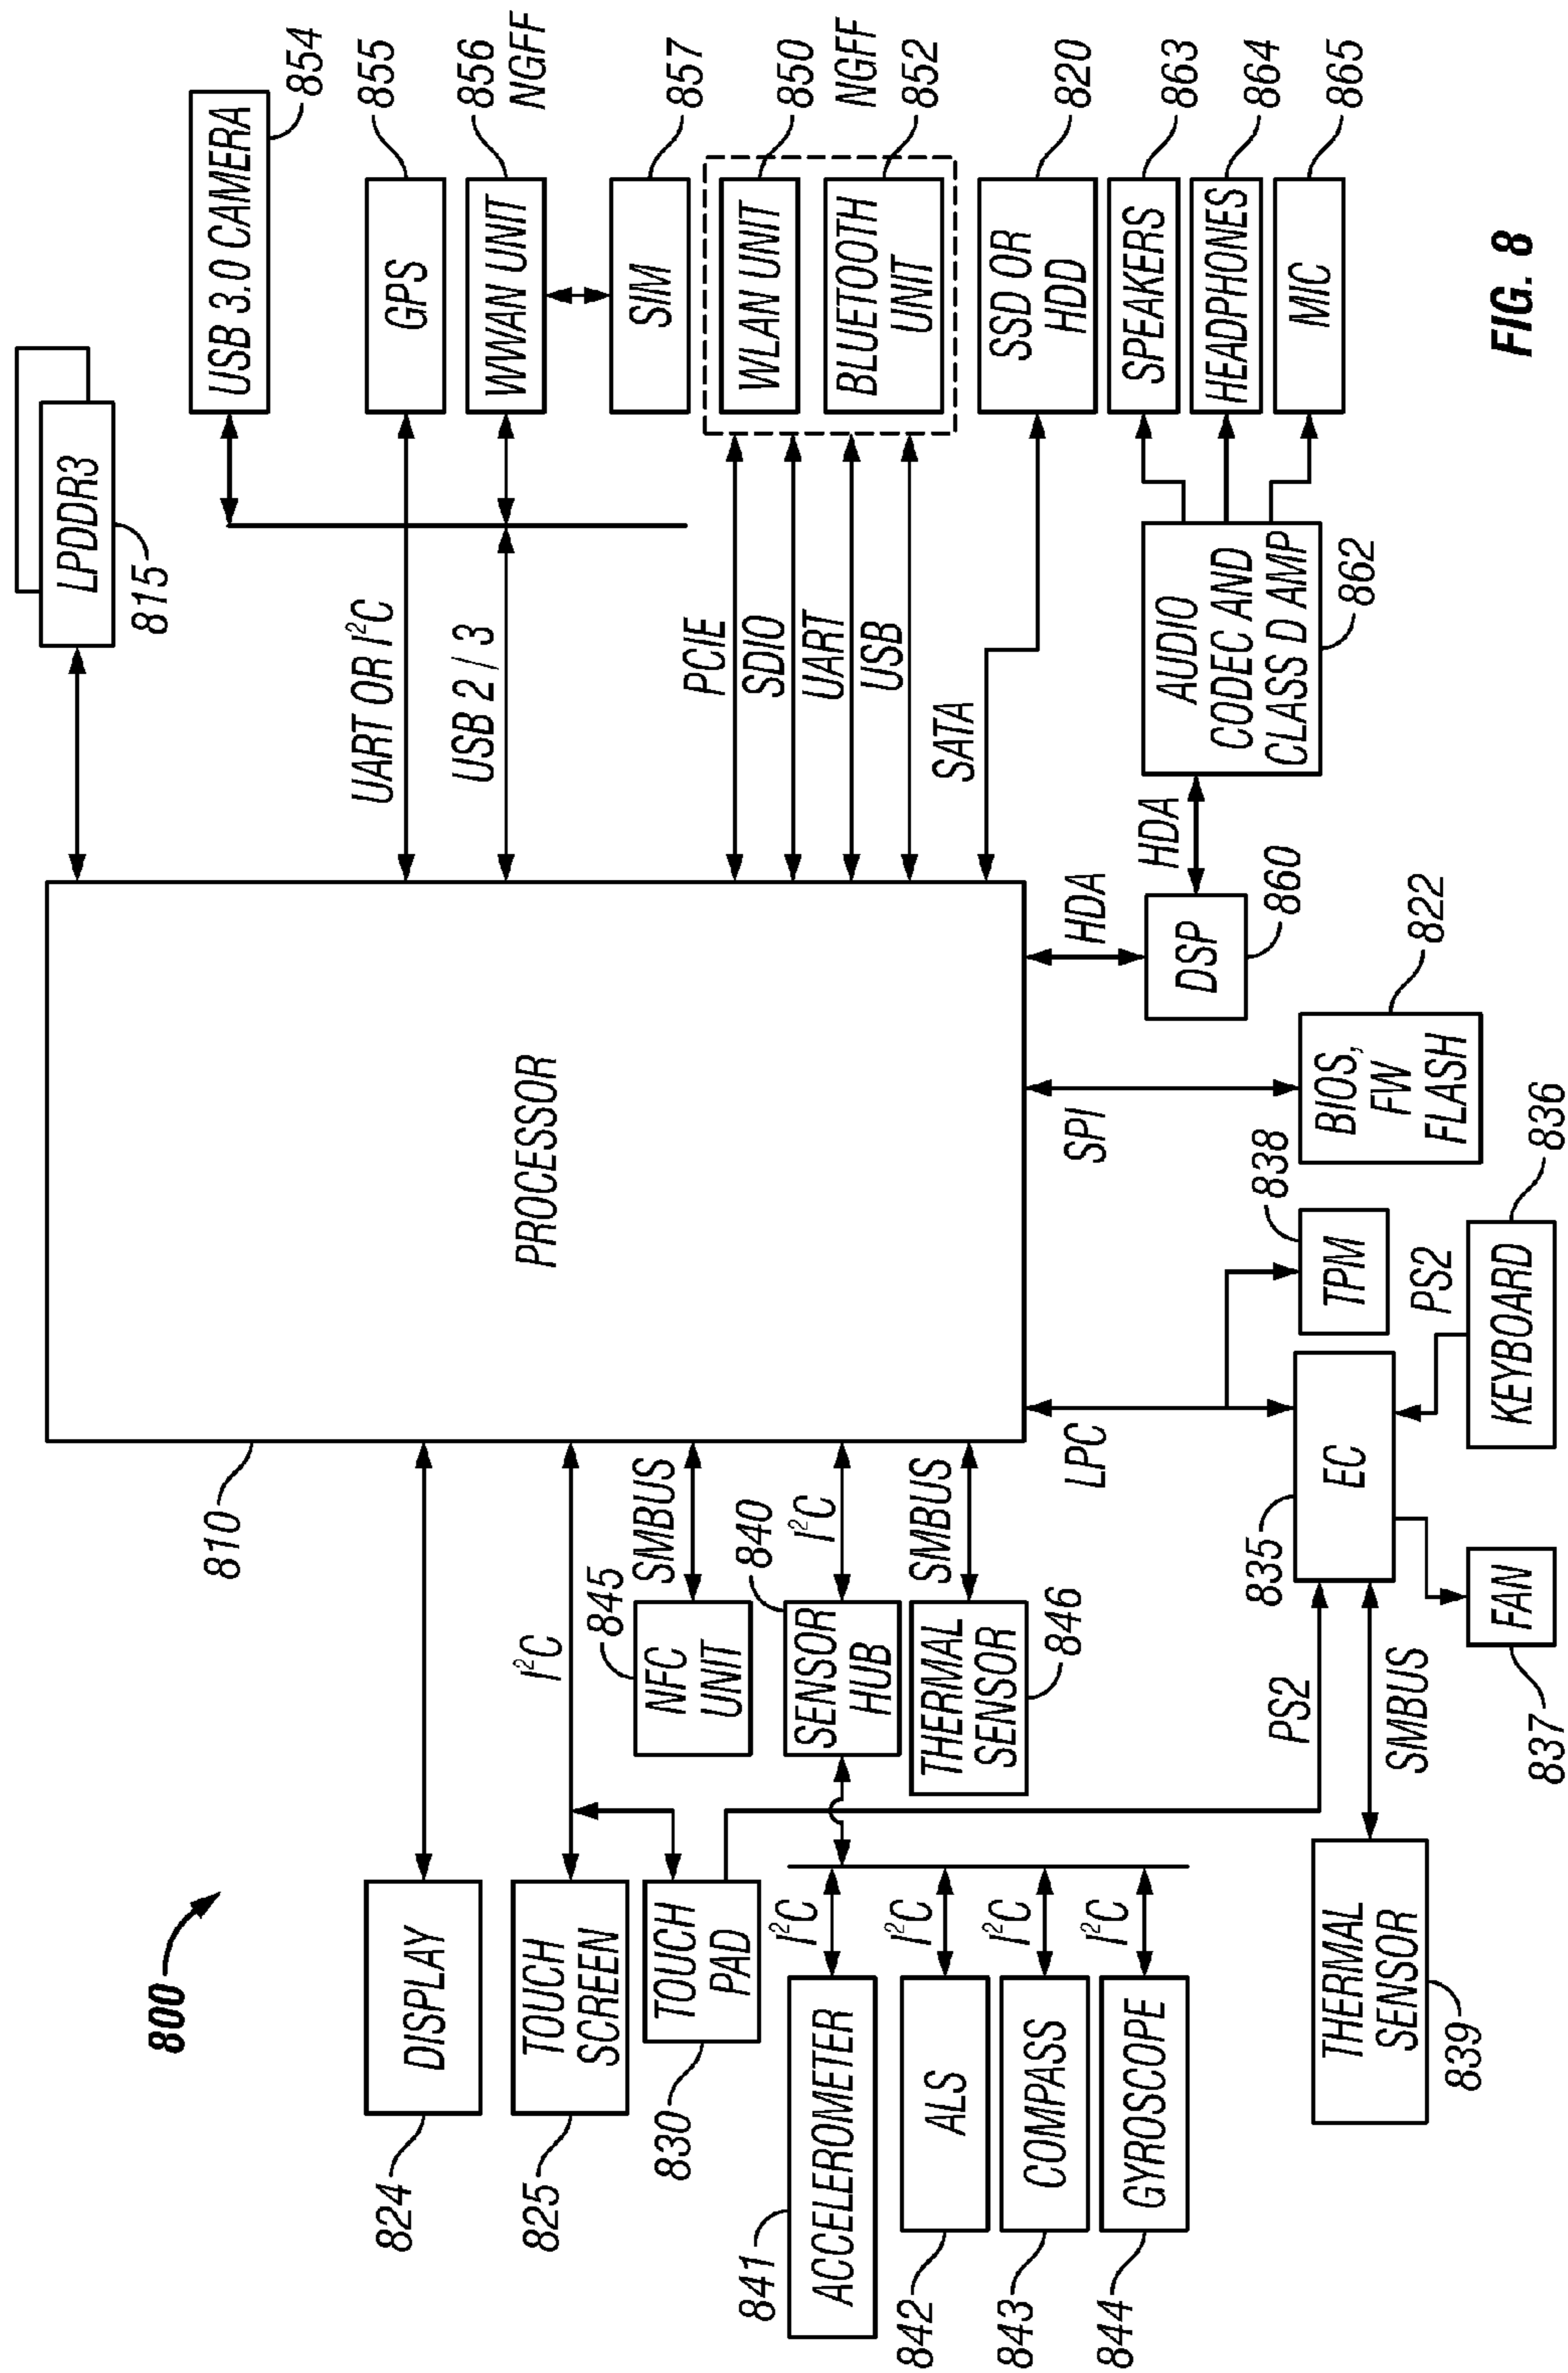 800
LPDDR3
815
USB 3.0 CAMERA
854
DISPLAY
824
810
PROCESSOR
UART OR I²C
GPS
855
USB 2 / 3
WWAN UNIT
856
NGFF
TOUCH
SCREEN
825
I²C
SIM
857
TOUCH
PAD
830
NFC
UNIT
845
SMBUS
PCIE
SDIO
UART
USB
WLAN UNIT
850
BLUETOOTH
UNIT
NGFF
852
ACCELEROMETER
841
I²C
SENSOR
HUB
840
I²C
ALS
842
I²C
THERMAL
SENSOR
846
SMBUS
SATA
SSD OR
HDD
820
COMPASS
843
I²C
GYROSCOPE
844
I²C
LPC
SPI
HDA
DSP
860
HDA
AUDIO
CODEC AND
CLASS D AMP
862
SPEAKERS
863
HEADPHONES
864
MIC
865
THERMAL
SENSOR
839
PS2
SMBUS
835
EC
TPM
838
BIOS,
FW
FLASH
822
FAN
837
PS2
KEYBOARD
836
FIG. 8